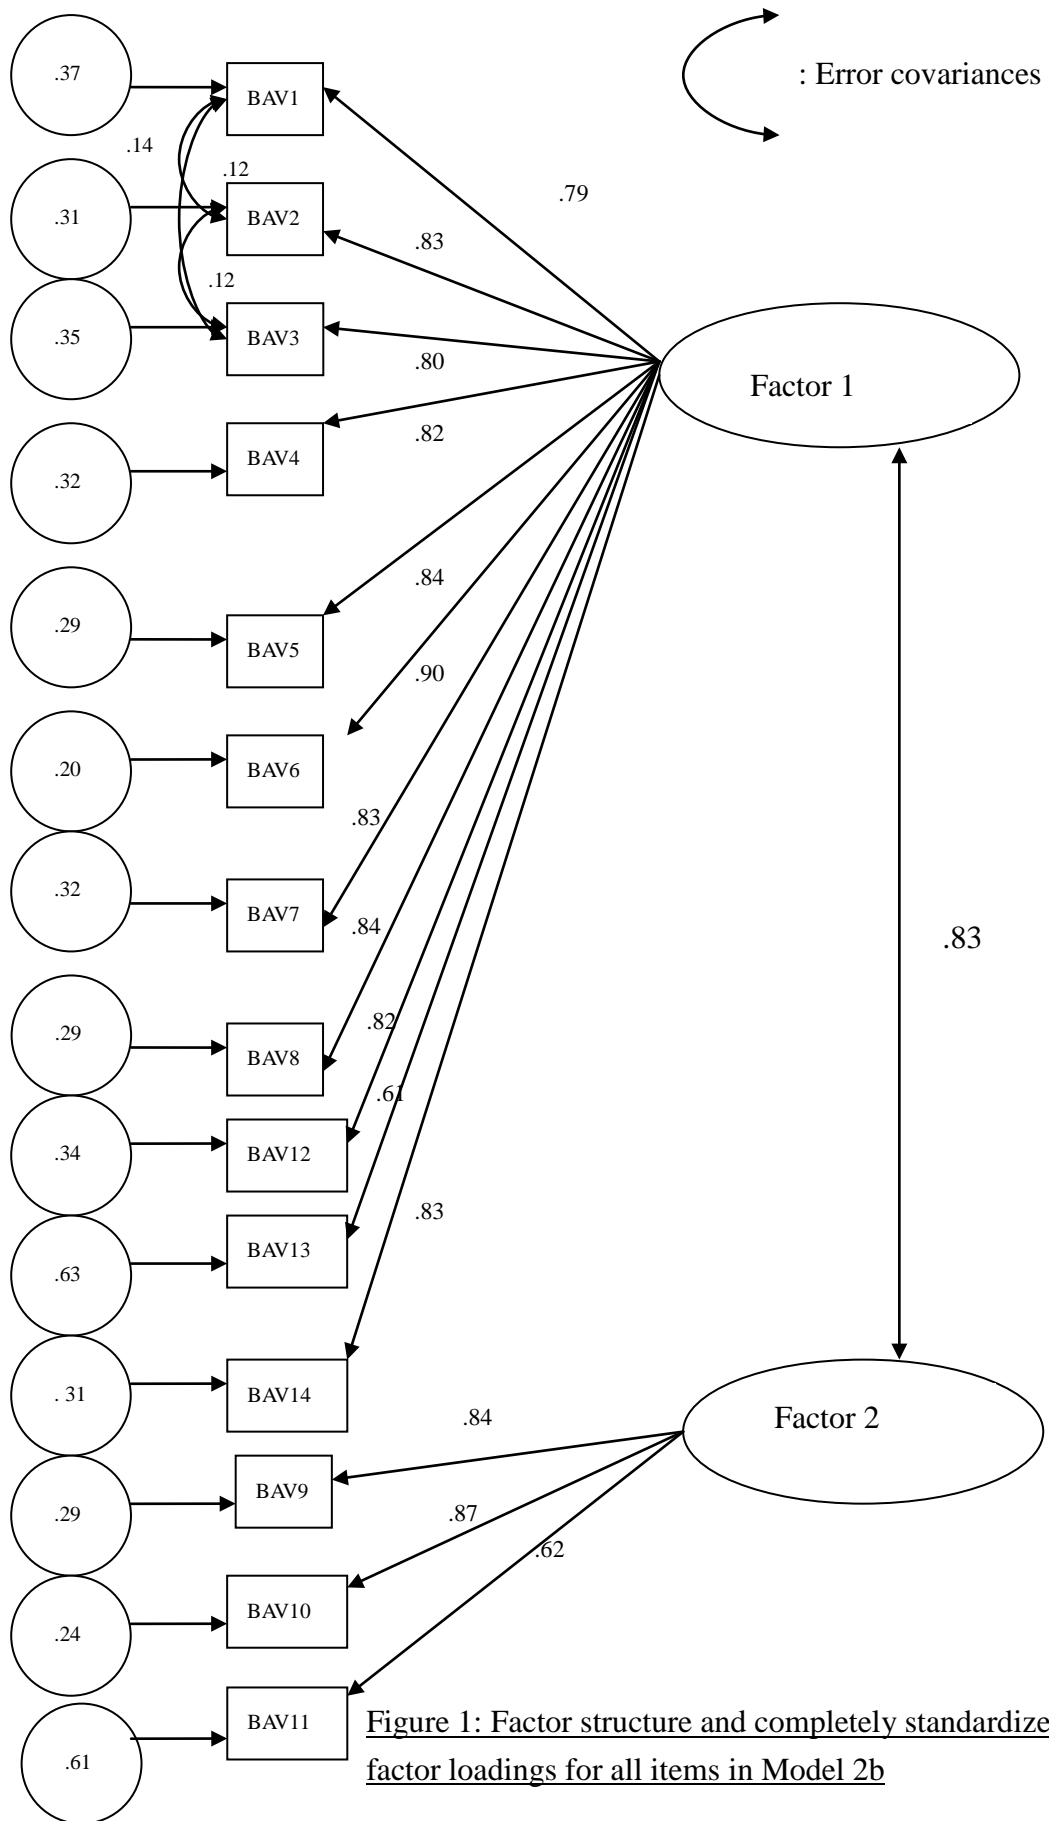 .37
BAV1
: Error covariances
.14
.12
.79
.31
BAV2
.83
.12
.35
BAV3
.80
Factor 1
.32
BAV4
.82
.29
BAV5
.84
.20
BAV6
.90
.32
BAV7
.83
.84
.83
.29
BAV8
.82
.61
.34
BAV12
.63
BAV13
.83
. 31
BAV14
.84
Factor 2
.29
BAV9
.87
.62
.24
BAV10
.61
BAV11
Figure 1: Factor structure and completely standardize
factor loadings for all items in Model 2b